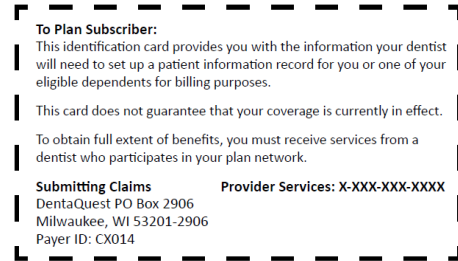 To Plan Subscriber:
This identification card provides you with the information your dentist
will need to set up a patient information record for you or one of your
eligible dependents for billing purposes.
This card does not guarantee that your coverage is currently in effect.
To obtain full extent of benefits, you must receive services from a
dentist who participates in your plan network.
Submitting Claims Provider Services: X-XXX-XXX-XXXX
DentaQuest PO Box 2906
Milwaukee, WI 53201-2906
Payer ID: CX014